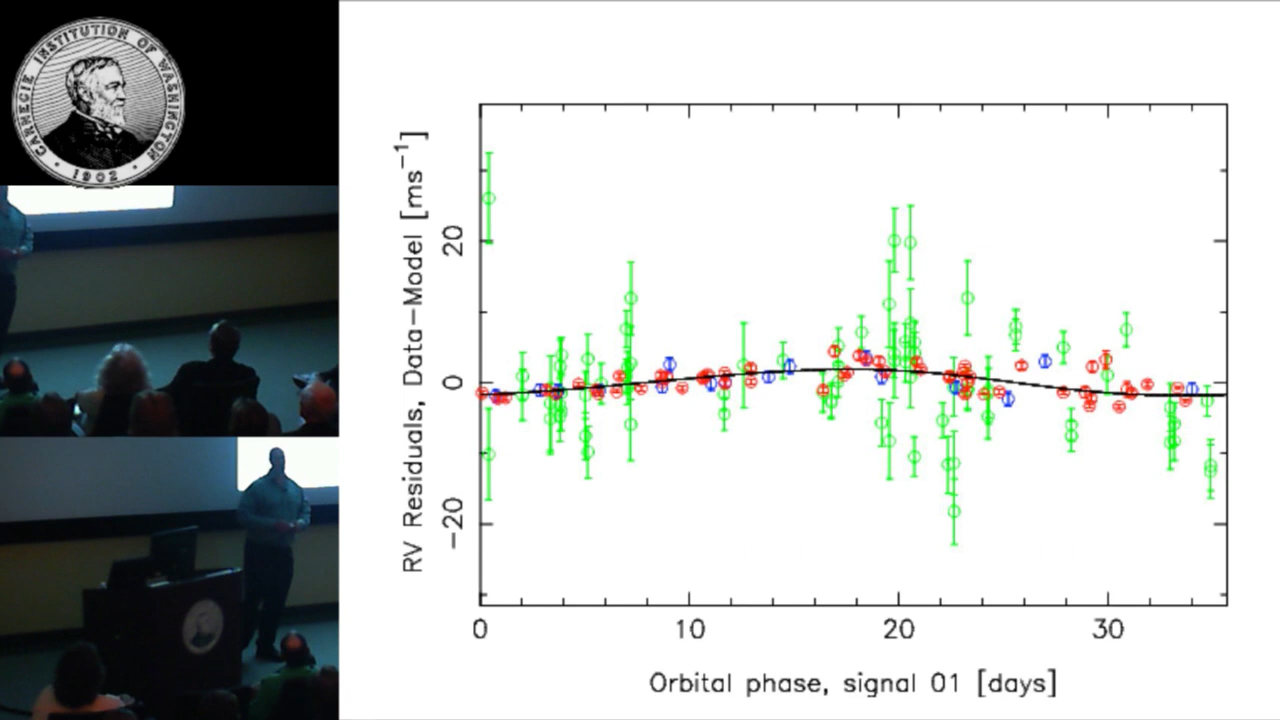 CARNEGIE INSTITUTION OF WASHINGTON
· 1902 ·
RV Residuals, Data−Model [ms⁻¹]
20
0
−20
0 10 20 30
Orbital phase, signal 01 [days]